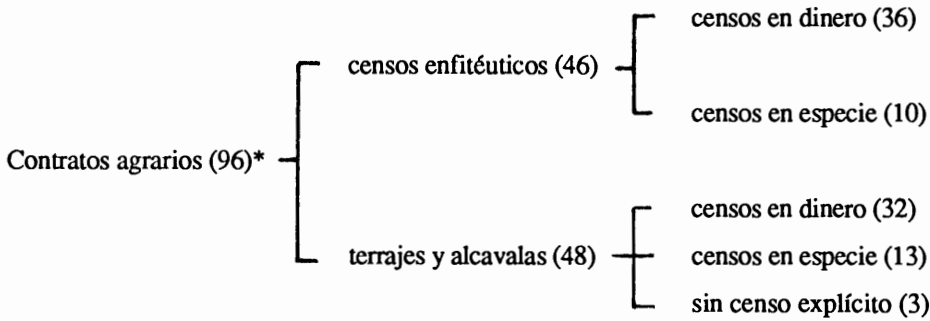 censos en dinero (36)
censos enfitéuticos (46)
censos en especie (10)
Contratos agrarios (96)*
censos en dinero (32)
terrajes y alcavalas (48)
censos en especie (13)
sin censo explícito (3)